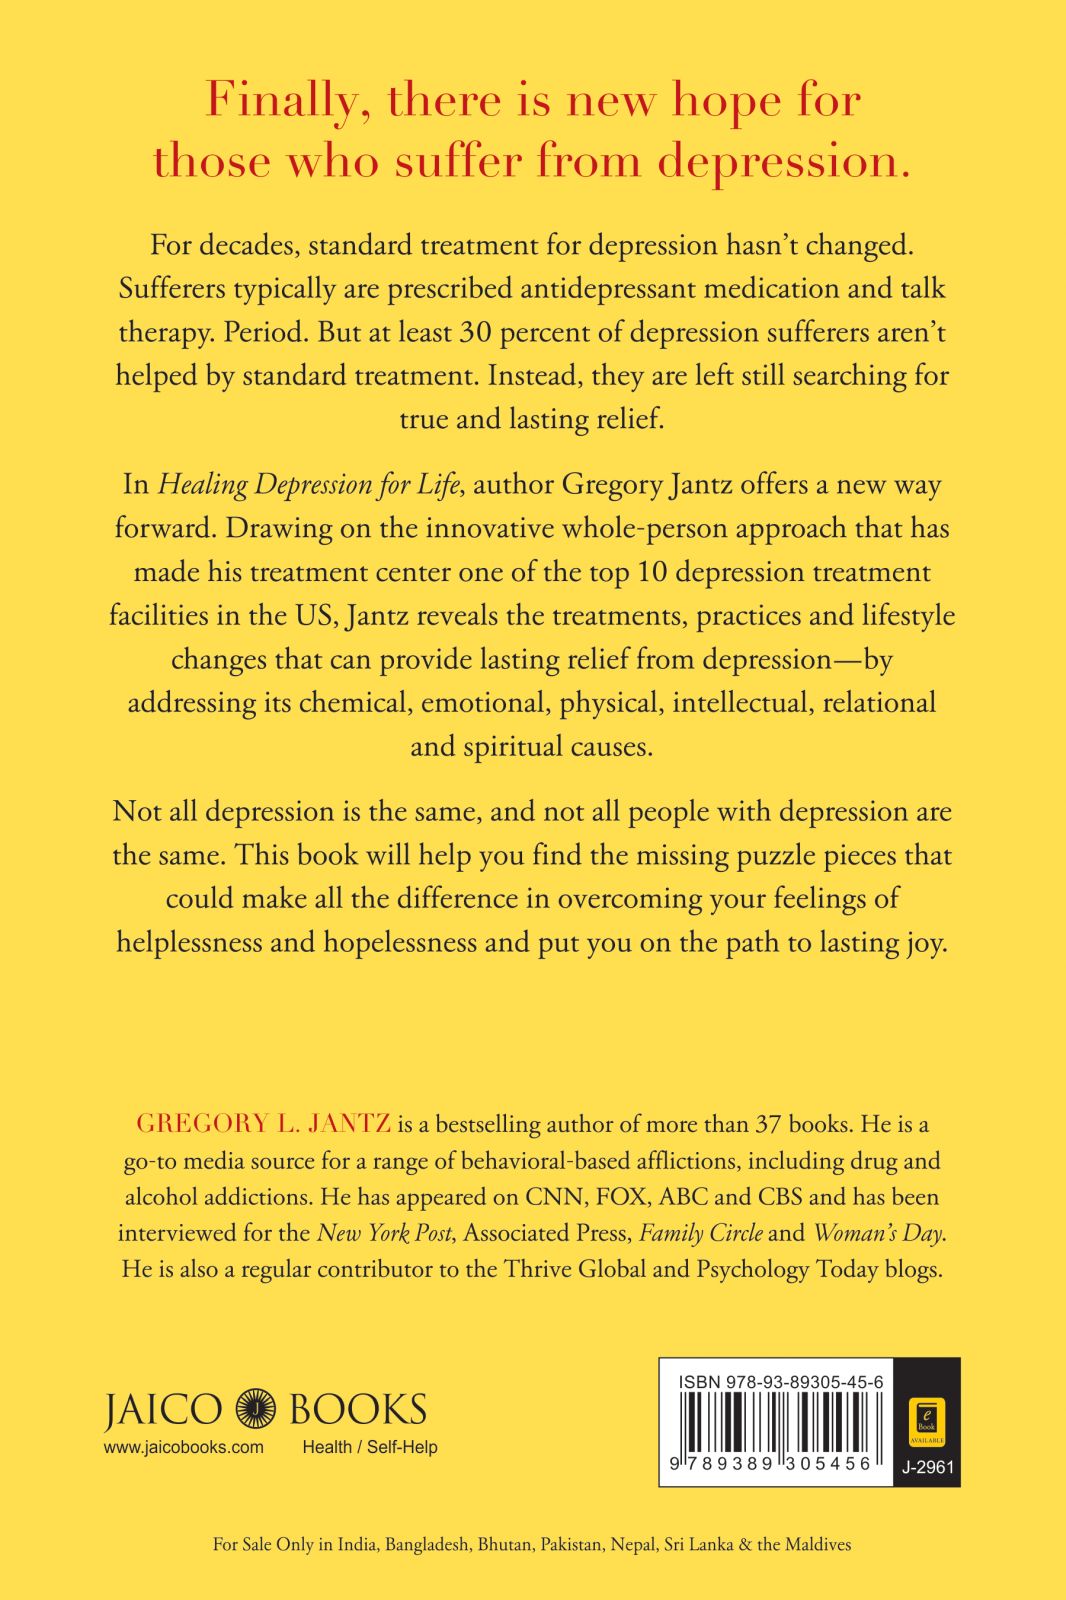 Finally, there is new hope for
those who suffer from depression.
For decades, standard treatment for depression hasn’t changed.
Sufferers typically are prescribed antidepressant medication and talk
therapy. Period. But at least 30 percent of depression sufferers aren’t
helped by standard treatment. Instead, they are left still searching for
true and lasting relief.
In Healing Depression for Life, author Gregory Jantz offers a new way
forward. Drawing on the innovative whole-person approach that has
made his treatment center one of the top 10 depression treatment
facilities in the US, Jantz reveals the treatments, practices and lifestyle
changes that can provide lasting relief from depression—by
addressing its chemical, emotional, physical, intellectual, relational
and spiritual causes.
Not all depression is the same, and not all people with depression are
the same. This book will help you find the missing puzzle pieces that
could make all the difference in overcoming your feelings of
helplessness and hopelessness and put you on the path to lasting joy.
GREGORY L. JANTZ is a bestselling author of more than 37 books. He is a
go-to media source for a range of behavioral-based afflictions, including drug and
alcohol addictions. He has appeared on CNN, FOX, ABC and CBS and has been
interviewed for the New York Post, Associated Press, Family Circle and Woman’s Day.
He is also a regular contributor to the Thrive Global and Psychology Today blogs.
JAICO J BOOKS
www.jaicobooks.com Health / Self-Help
ISBN 978-93-89305-45-6
9 789389 305456
e
Book
AVAILABLE
J-2961
For Sale Only in India, Bangladesh, Bhutan, Pakistan, Nepal, Sri Lanka & the Maldives